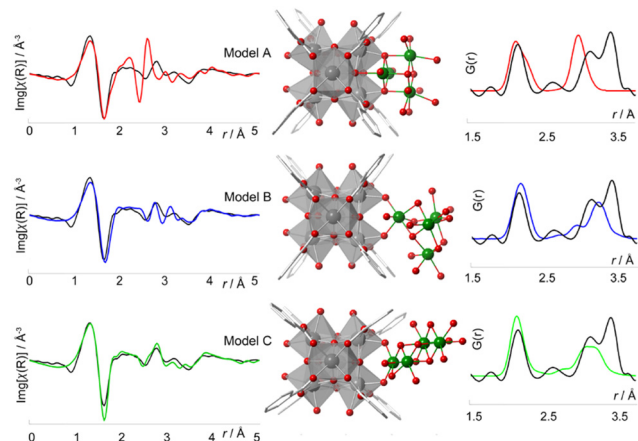 Img[χ(R)] / Å⁻³
Model A
0 1 2 3 4 5
r / Å
G(r)
1.5 2.5 3.5
r / Å
Img[χ(R)] / Å⁻³
Model B
0 1 2 3 4 5
r / Å
G(r)
1.5 2.5 3.5
r / Å
Img[χ(R)] / Å⁻³
Model C
0 1 2 3 4 5
r / Å
G(r)
1.5 2.5 3.5
r / Å